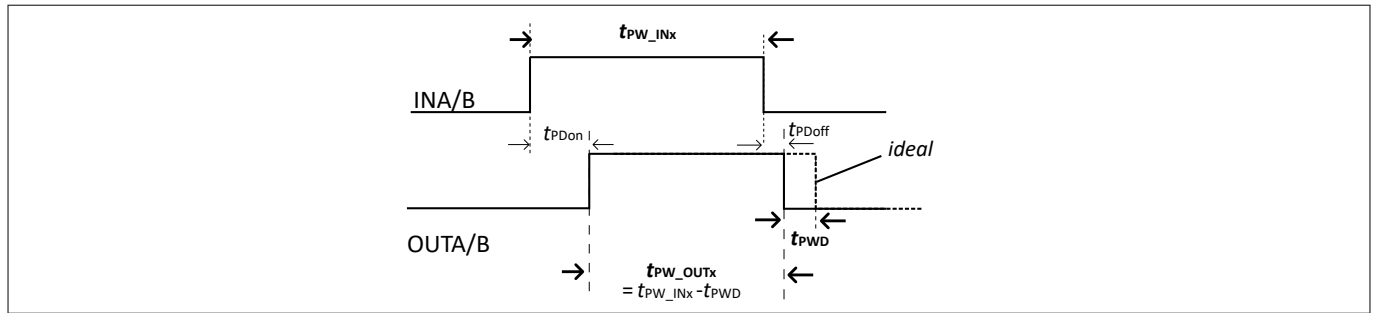 tPW_INx
INA/B
tPDon
tPDoff
ideal
tPWD
OUTA/B
tPW_OUTx
= tPW_INx -tPWD